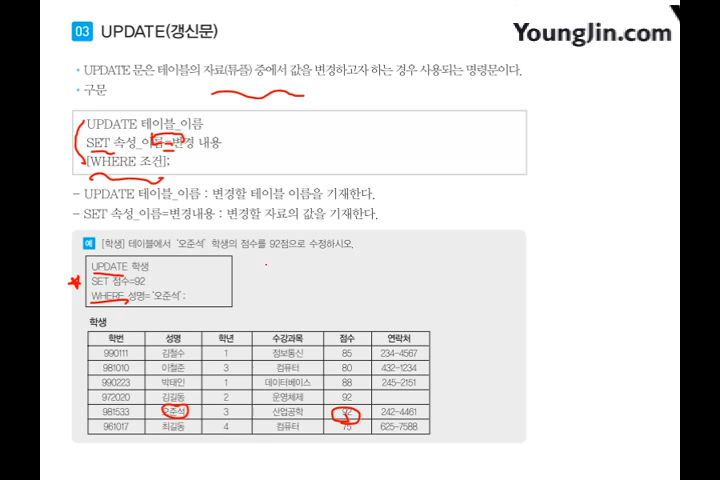 YoungJin.com
03 UPDATE(갱신문)
• UPDATE 문은 테이블의 자료(튜플) 중에서 값을 변경하고자 하는 경우 사용되는 명령문이다.
• 구문
UPDATE 테이블_이름
SET 속성_이름=변경 내용
[WHERE 조건];
- UPDATE 테이블_이름 : 변경할 테이블 이름을 기재한다.
- SET 속성_이름=변경내용 : 변경할 자료의 값을 기재한다.
예 [학생] 테이블에서 '오준석' 학생의 점수를 92점으로 수정하시오.
UPDATE 학생
SET 점수=92
WHERE 성명='오준석';
학생
학번 성명 학년 수강과목 점수 연락처
990111 김철수 1 정보통신 85 234-4567
981010 이철준 3 컴퓨터 80 432-1234
990223 박태인 1 데이터베이스 88 245-2151
972020 김길동 2 운영체제 92
981533 오준석 3 산업공학 92 242-4461
961017 최길동 4 컴퓨터 75 625-7588